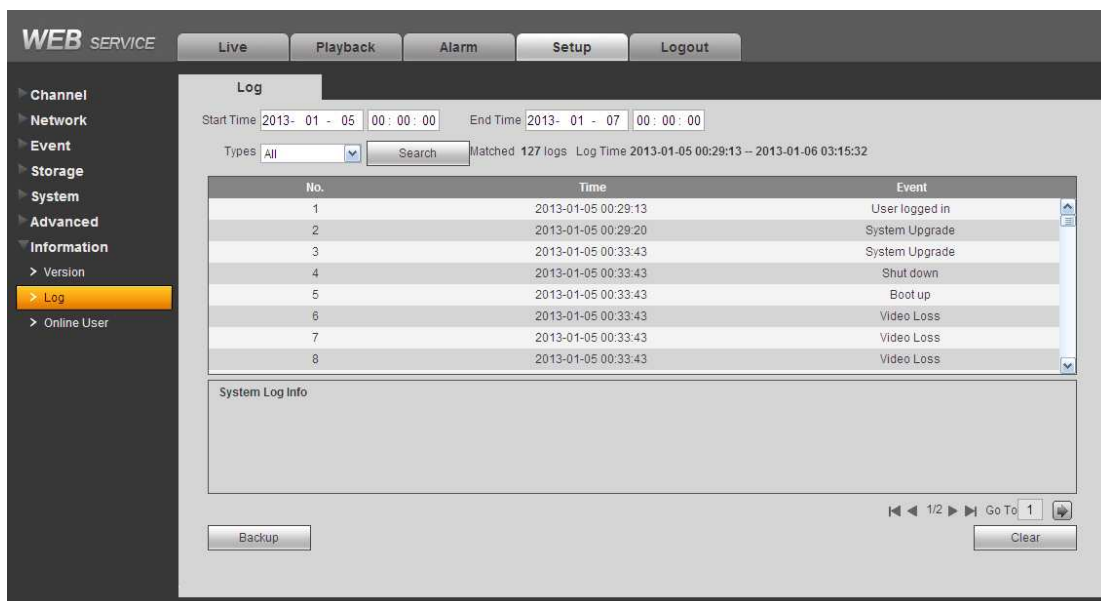 WEB SERVICE
Live Playback Alarm Setup Logout
Channel
Network
Event
Storage
System
Advanced
Information
> Version
> Log
> Online User
Log
Start Time 2013- 01 - 05 00 : 00 : 00 End Time 2013- 01 - 07 00 : 00 : 00
Types All Search Matched 127 logs Log Time 2013-01-05 00:29:13 -- 2013-01-06 03:15:32
No. Time Event
1 2013-01-05 00:29:13 User logged in
2 2013-01-05 00:29:20 System Upgrade
3 2013-01-05 00:33:43 System Upgrade
4 2013-01-05 00:33:43 Shut down
5 2013-01-05 00:33:43 Boot up
6 2013-01-05 00:33:43 Video Loss
7 2013-01-05 00:33:43 Video Loss
8 2013-01-05 00:33:43 Video Loss
System Log Info
1/2 Go To 1
Backup Clear